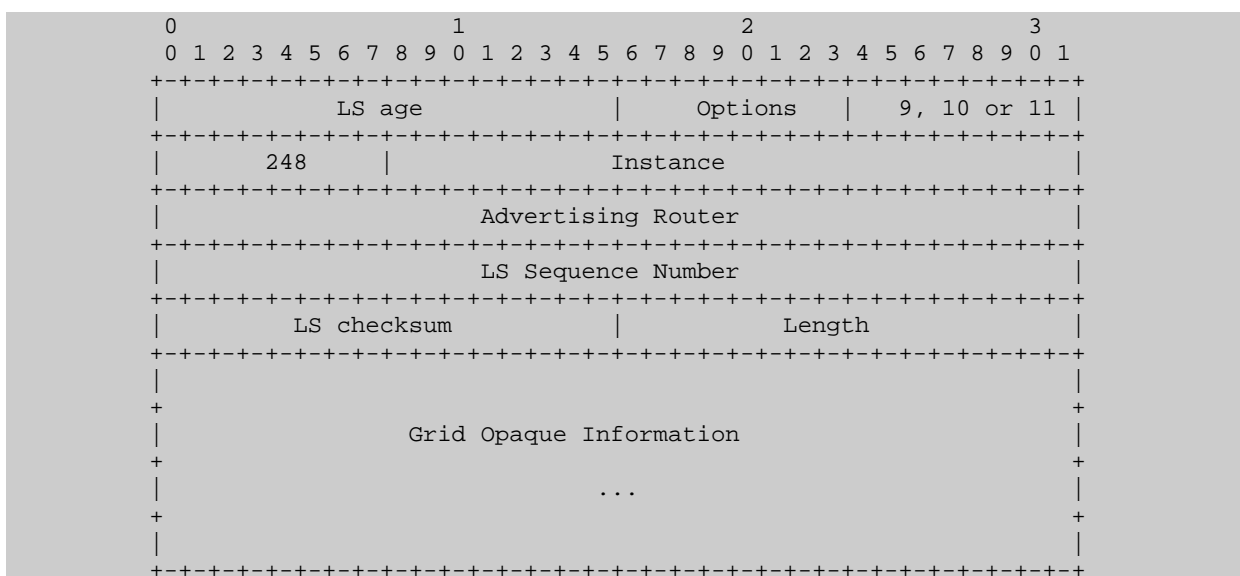 0                   1                   2                   3
 0 1 2 3 4 5 6 7 8 9 0 1 2 3 4 5 6 7 8 9 0 1 2 3 4 5 6 7 8 9 0 1
+-+-+-+-+-+-+-+-+-+-+-+-+-+-+-+-+-+-+-+-+-+-+-+-+-+-+-+-+-+-+-+-+
|            LS age             |     Options   |   9, 10 or 11 |
+-+-+-+-+-+-+-+-+-+-+-+-+-+-+-+-+-+-+-+-+-+-+-+-+-+-+-+-+-+-+-+-+
|       248     |               Instance                        |
+-+-+-+-+-+-+-+-+-+-+-+-+-+-+-+-+-+-+-+-+-+-+-+-+-+-+-+-+-+-+-+-+
|                      Advertising Router                       |
+-+-+-+-+-+-+-+-+-+-+-+-+-+-+-+-+-+-+-+-+-+-+-+-+-+-+-+-+-+-+-+-+
|                      LS Sequence Number                       |
+-+-+-+-+-+-+-+-+-+-+-+-+-+-+-+-+-+-+-+-+-+-+-+-+-+-+-+-+-+-+-+-+
|         LS checksum           |           Length              |
+-+-+-+-+-+-+-+-+-+-+-+-+-+-+-+-+-+-+-+-+-+-+-+-+-+-+-+-+-+-+-+-+
|                                                               |
+                                                               +
|                 Grid Opaque Information                       |
+                                                               +
|                              ...                              |
+                                                               +
|                                                               |
+-+-+-+-+-+-+-+-+-+-+-+-+-+-+-+-+-+-+-+-+-+-+-+-+-+-+-+-+-+-+-+-+